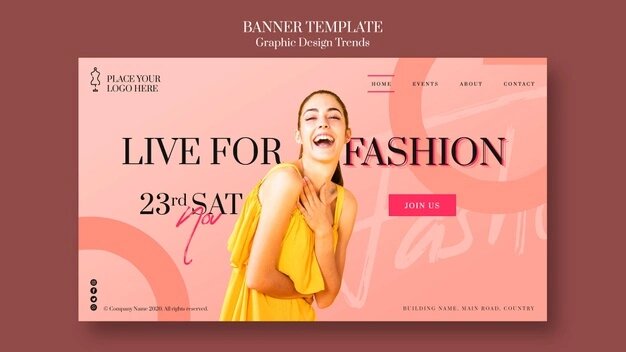 BANNER TEMPLATE
Graphic Design Trends
PLACE YOUR
LOGO HERE
HOME EVENTS ABOUT CONTACT
LIVE FOR FASHION
23rd SAT
Nov
JOIN US
fashion
© Company Name 2020. All rights reserved.
BUILDING NAME, MAIN ROAD, COUNTRY